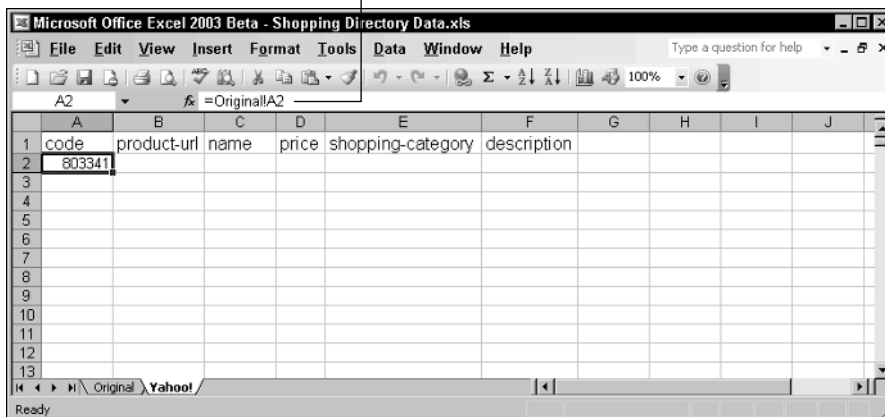 Microsoft Office Excel 2003 Beta - Shopping Directory Data.xls
File Edit View Insert Format Tools Data Window Help Type a question for help
100%
A2 fx =Original!A2
A B C D E F G H I J
1 code product-url name price shopping-category description
2 803341
3
4
5
6
7
8
9
10
11
12
13
Original Yahoo!
Ready